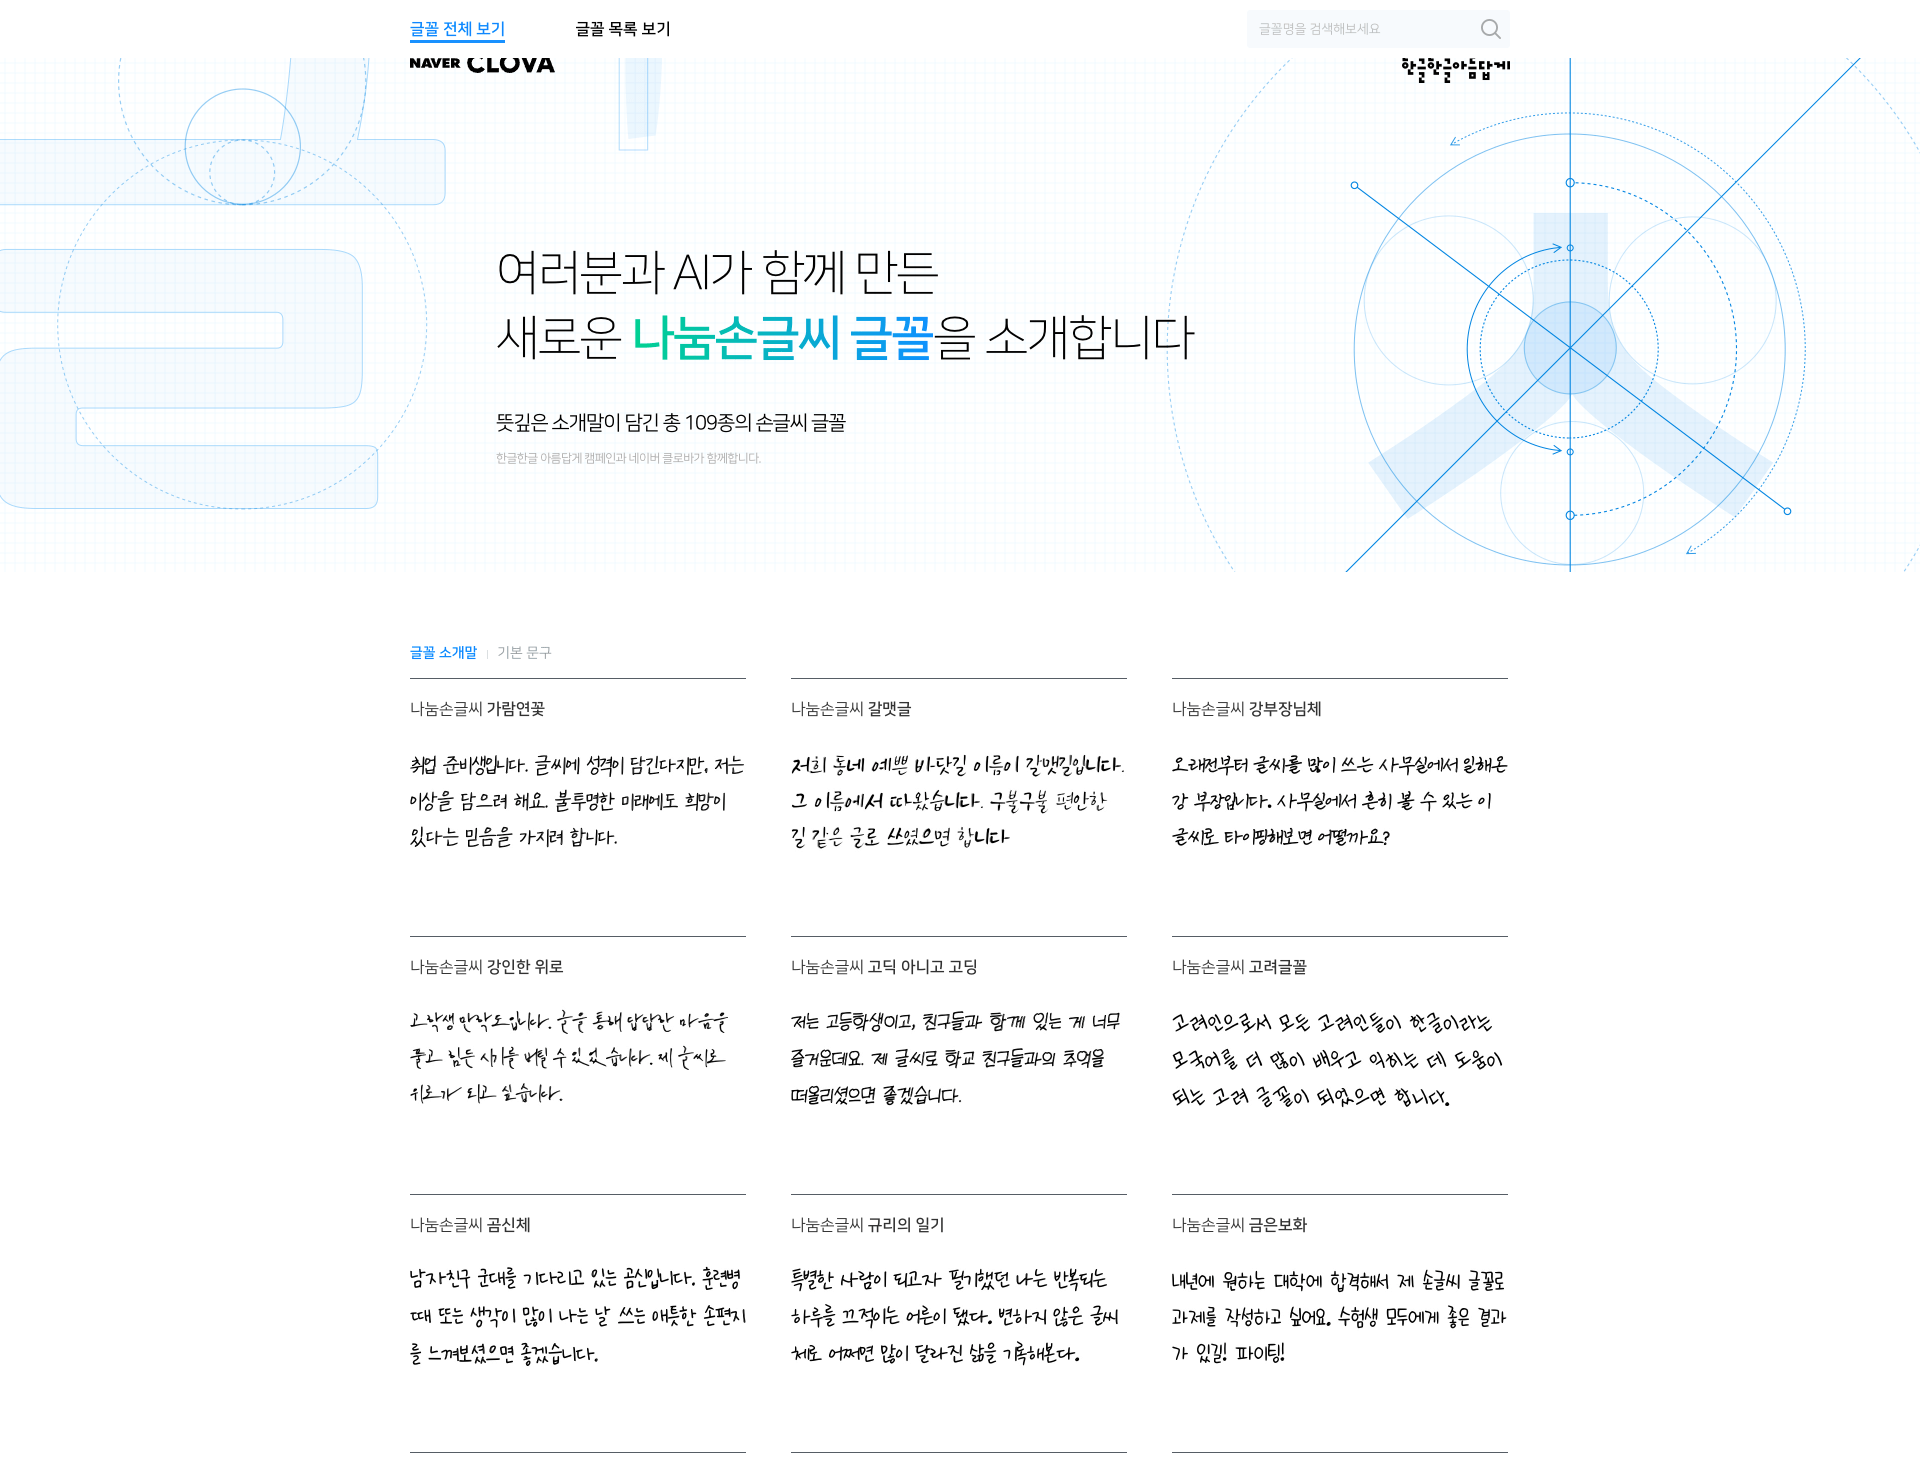 글꼴 전체 보기
글꼴 목록 보기
글꼴명을 검색해보세요
NAVER CLOVA
한글한글아름답게
여러분과 AI가 함께 만든
새로운 나눔손글씨 글꼴을 소개합니다
뜻깊은 소개말이 담긴 총 109종의 손글씨 글꼴
한글한글 아름답게 캠페인과 네이버 클로바가 함께합니다.
글꼴 소개말 | 기본 문구
나눔손글씨 가람연꽃
취업 준비생입니다. 글씨에 성격이 담긴다지만, 저는
이상을 담으려 해요. 불투명한 미래에도 희망이
있다는 믿음을 가지려 합니다.
나눔손글씨 갈맷글
저희 동네 예쁜 바닷길 이름이 갈맷길입니다.
그 이름에서 따왔습니다. 구불구불 편안한
길 같은 글로 쓰였으면 합니다
나눔손글씨 강부장님체
오래전부터 글씨를 많이 쓰는 사무실에서 일해온
강 부장입니다. 사무실에서 흔히 볼 수 있는 이
글씨로 타이핑해보면 어떨까요?
나눔손글씨 강인한 위로
고학생 만학도입니다. 글을 통해 답답한 마음을
풀고 힘든 시기를 버틸 수 있었습니다. 제 글씨로
위로가 되고 싶습니다.
나눔손글씨 고딕 아니고 고딩
저는 고등학생이고, 친구들과 함께 있는 게 너무
즐거운데요. 제 글씨로 학교 친구들과의 추억을
떠올리셨으면 좋겠습니다.
나눔손글씨 고려글꼴
고려인으로서 모든 고려인들이 한글이라는
모국어를 더 많이 배우고 익히는 데 도움이
되는 고려 글꼴이 되었으면 합니다.
나눔손글씨 곰신체
남자친구 군대를 기다리고 있는 곰신입니다. 훈련병
때 또는 생각이 많이 나는 날 쓰는 애틋한 손편지
를 느껴보셨으면 좋겠습니다.
나눔손글씨 규리의 일기
특별한 사람이 되고자 필기했던 나는 반복되는
하루를 끄적이는 어른이 됐다. 변하지 않은 글씨
체로 어쩌면 많이 달라진 삶을 기록해본다.
나눔손글씨 금은보화
내년에 원하는 대학에 합격해서 제 손글씨 글꼴로
과제를 작성하고 싶어요. 수험생 모두에게 좋은 결과
가 있길! 파이팅!